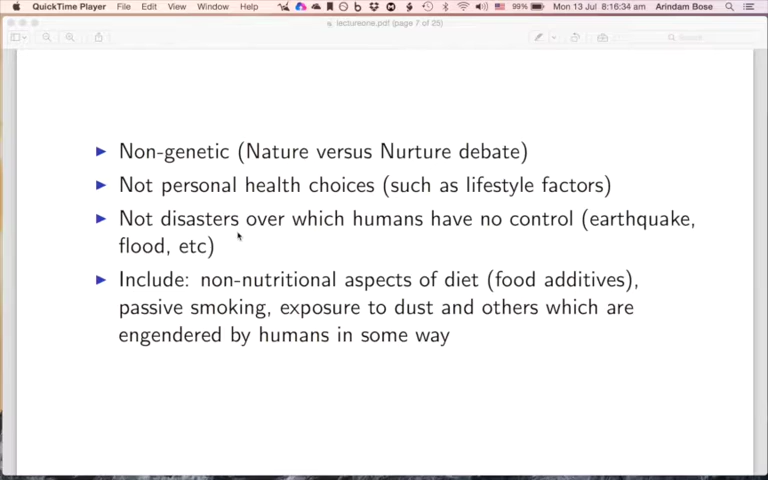 QuickTime Player File Edit View Window Help 99% Mon 13 Jul 8:16:34 am Arindam Bose
lectureone.pdf (page 7 of 25)
Search
Non-genetic (Nature versus Nurture debate)
Not personal health choices (such as lifestyle factors)
Not disasters over which humans have no control (earthquake,
flood, etc)
Include: non-nutritional aspects of diet (food additives),
passive smoking, exposure to dust and others which are
engendered by humans in some way